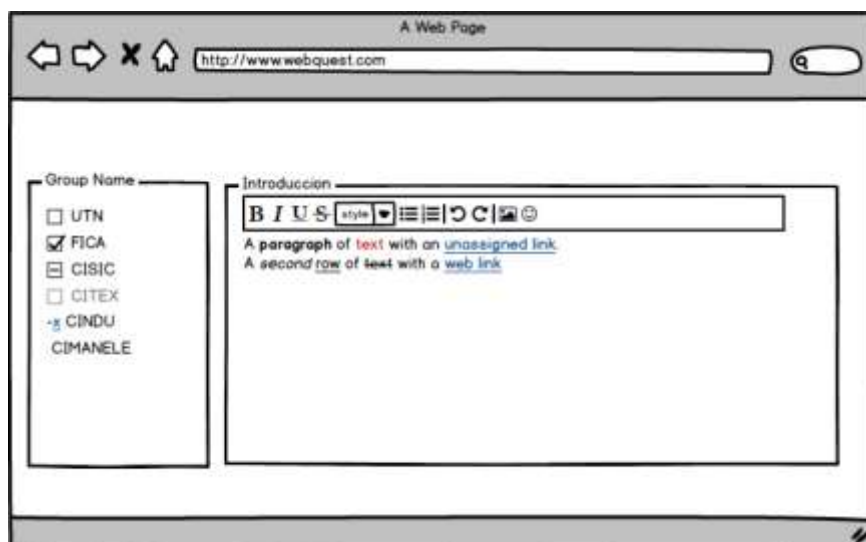 A Web Page
http://www.webquest.com
Group Name
UTN
FICA
CISIC
CITEX
-x CINDU
CIMANELE
Introduccion
B I U S style
A paragraph of text with an unassigned link.
A second row of text with a web link